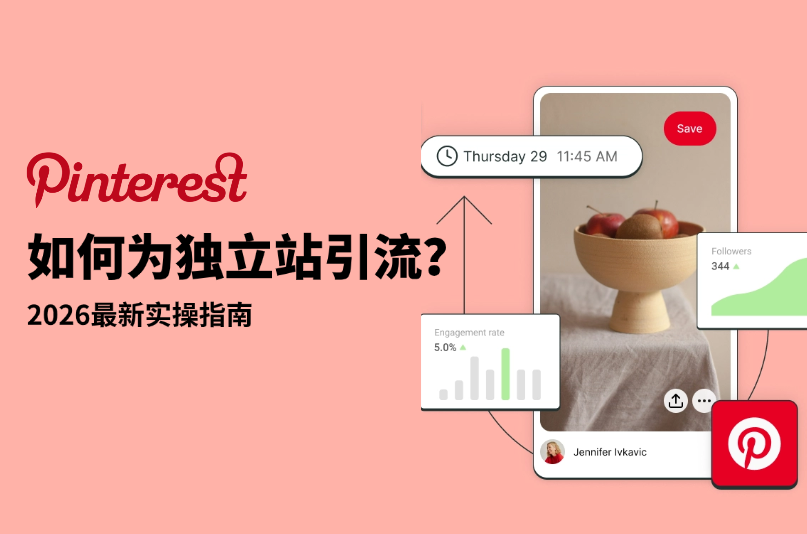 Pinterest
如何为独立站引流？
2026最新实操指南
Save
Thursday 29 11:45 AM
Followers
344
Engagement rate
5.0%
Jennifer Ivkavic